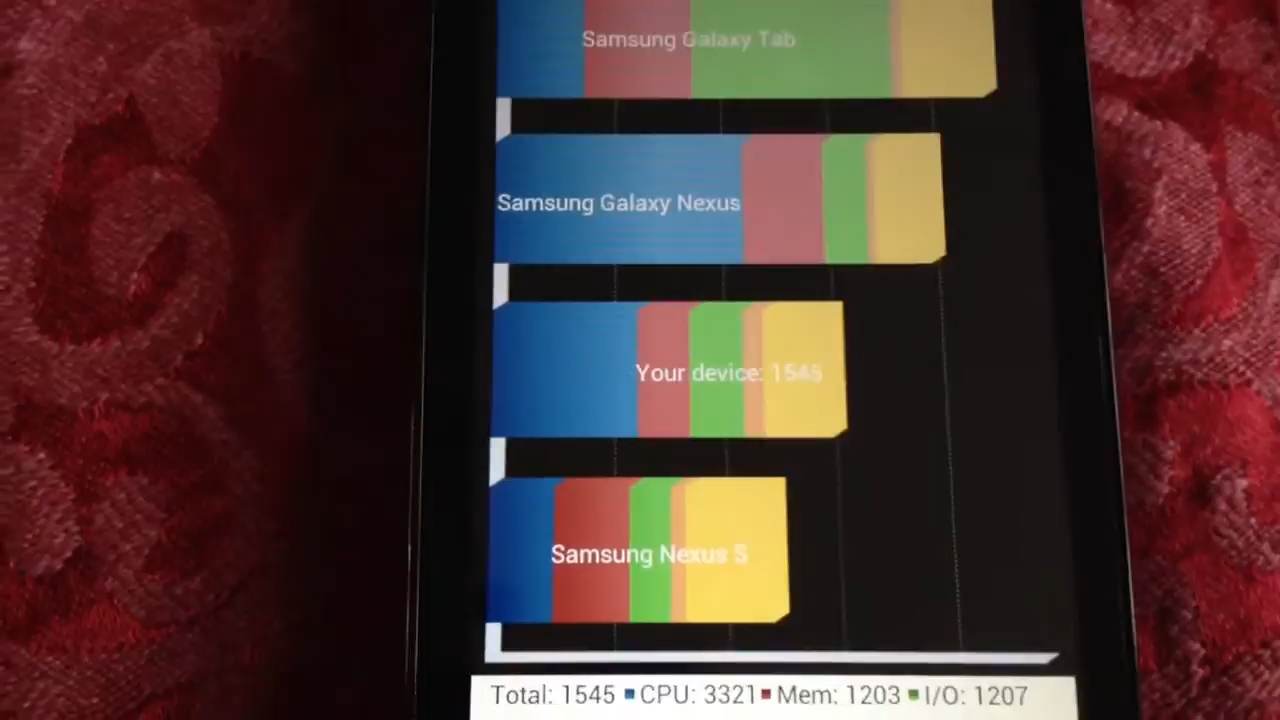 Samsung Galaxy Tab
Samsung Galaxy Nexus
Your device: 1545
Samsung Nexus S
Total: 1545 CPU: 3321 Mem: 1203 I/O: 1207